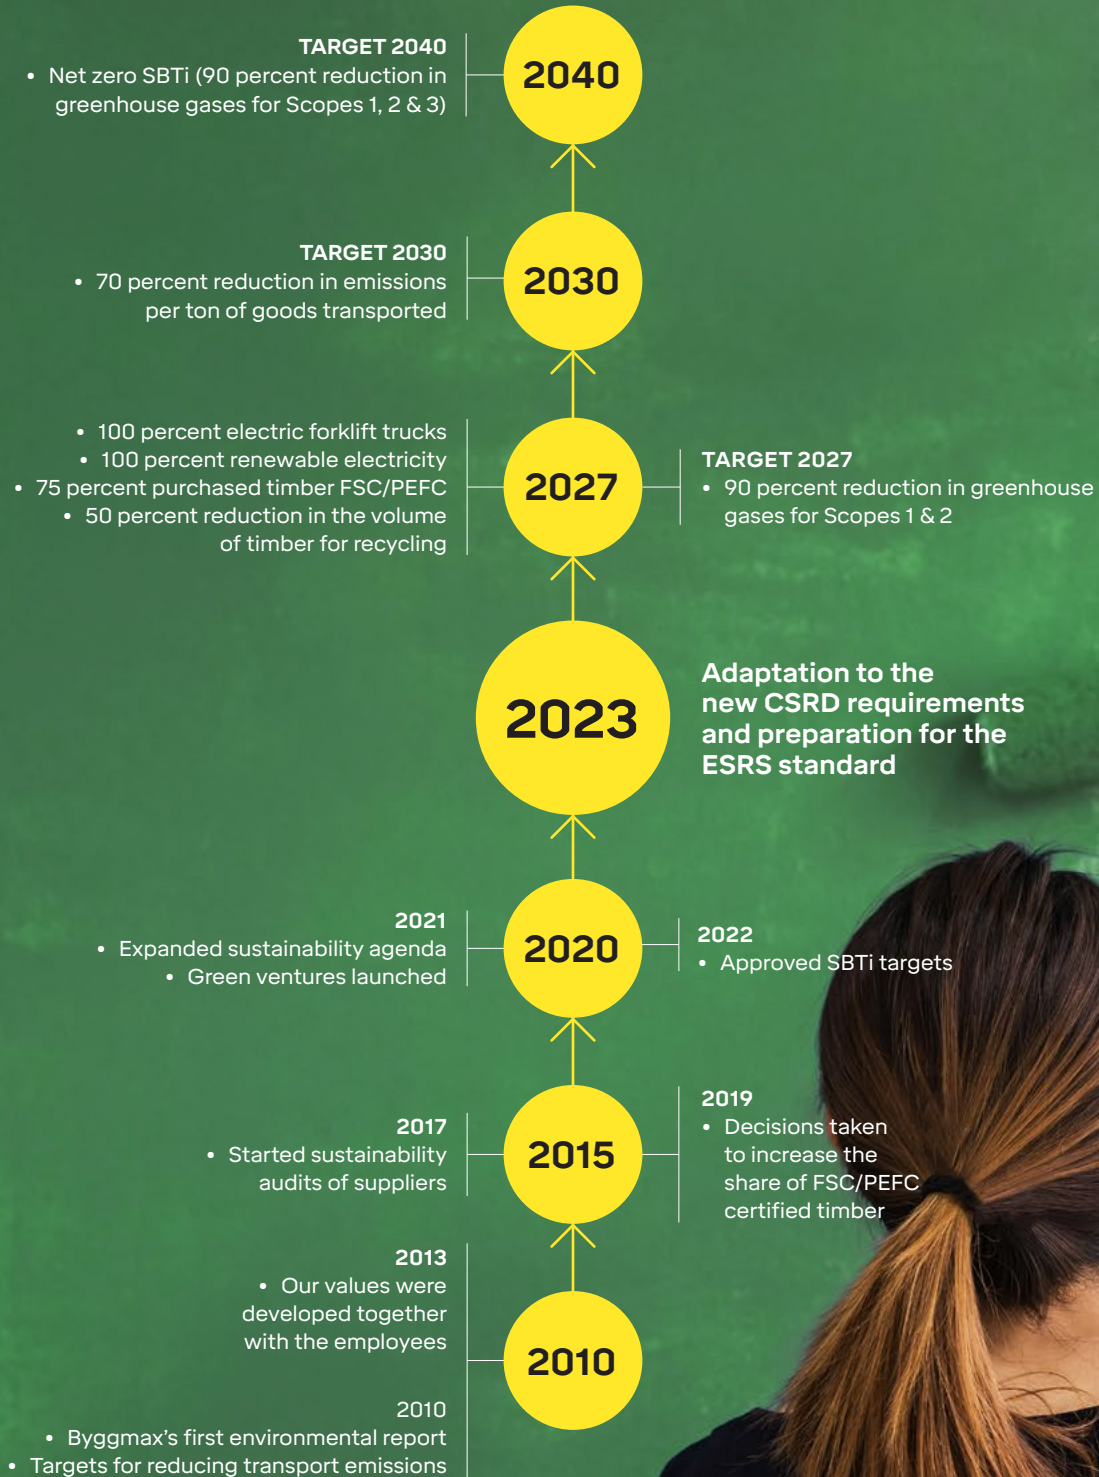 TARGET 2040
• Net zero SBTi (90 percent reduction in
greenhouse gases for Scopes 1, 2 & 3)
2040
TARGET 2030
• 70 percent reduction in emissions
per ton of goods transported
2030
• 100 percent electric forklift trucks
• 100 percent renewable electricity
• 75 percent purchased timber FSC/PEFC
• 50 percent reduction in the volume
of timber for recycling
2027
TARGET 2027
• 90 percent reduction in greenhouse
gases for Scopes 1 & 2
2023
Adaptation to the
new CSRD requirements
and preparation for the
ESRS standard
2021
• Expanded sustainability agenda
• Green ventures launched
2020
2022
• Approved SBTi targets
2017
• Started sustainability
audits of suppliers
2015
2019
• Decisions taken
to increase the
share of FSC/PEFC
certified timber
2013
• Our values were
developed together
with the employees
2010
2010
• Byggmax's first environmental report
• Targets for reducing transport emissions